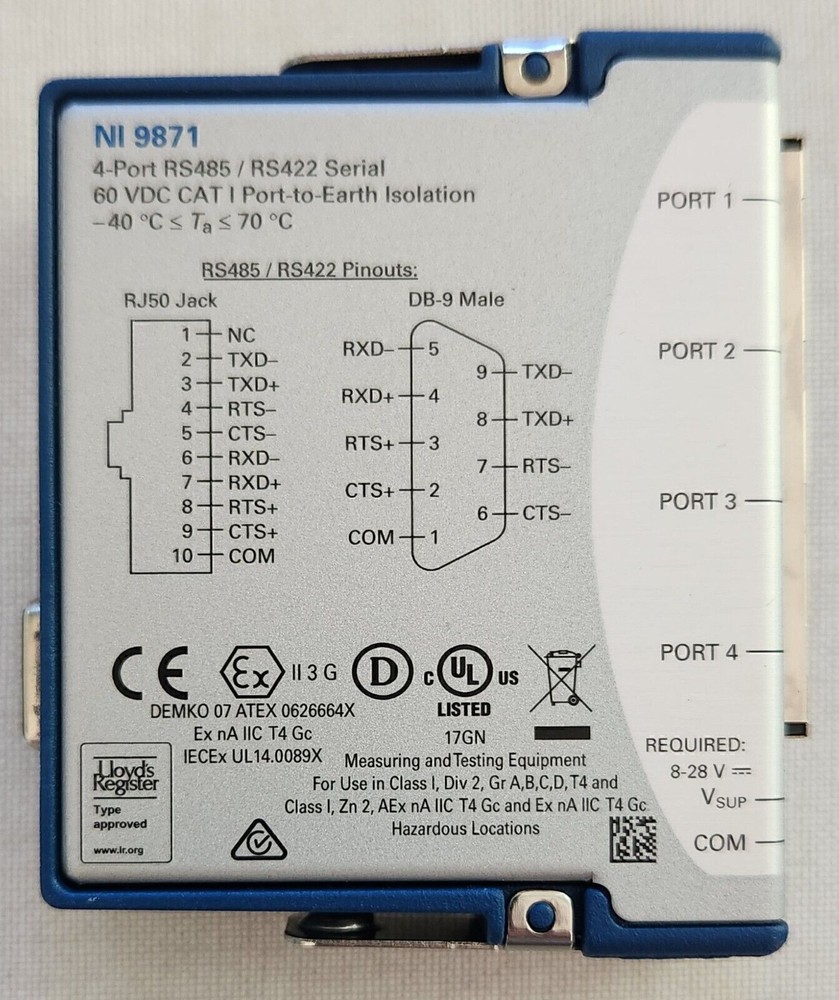 NI 9871
4-Port RS485 / RS422 Serial
60 VDC CAT I Port-to-Earth Isolation
–40 °C ≤ Ta ≤ 70 °C
RS485 / RS422 Pinouts:
RJ50 Jack
1 NC
2 TXD–
3 TXD+
4 RTS–
5 CTS–
6 RXD–
7 RXD+
8 RTS+
9 CTS+
10 COM
DB-9 Male
RXD– 5
9 TXD–
RXD+ 4
8 TXD+
RTS+ 3
7 RTS–
CTS+ 2
6 CTS–
COM 1
PORT 1
PORT 2
PORT 3
PORT 4
REQUIRED:
8-28 V ⎓
VSUP
COM
CE Ex II 3 G D c UL US
LISTED
17GN
DEMKO 07 ATEX 0626664X
Ex nA IIC T4 Gc
IECEx UL14.0089X
Measuring and Testing Equipment
For Use in Class I, Div 2, Gr A,B,C,D,T4 and
Class I, Zn 2, AEx nA IIC T4 Gc and Ex nA IIC T4 Gc
Hazardous Locations
Lloyd's
Register
Type
approved
www.lr.org